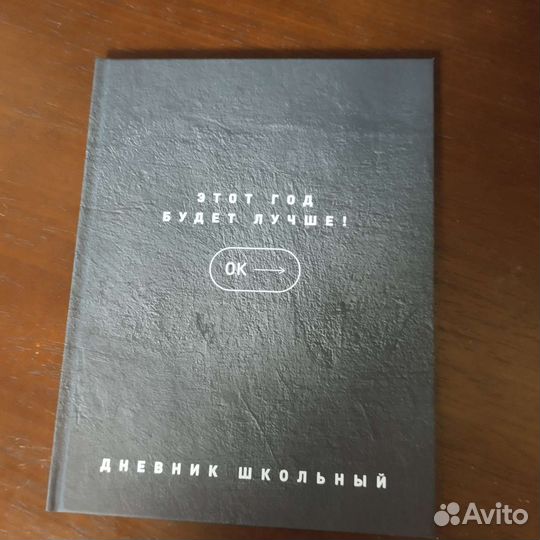 ЭТОТ ГОД
БУДЕТ ЛУЧШЕ!
OK →
ДНЕВНИК ШКОЛЬНЫЙ
Avito